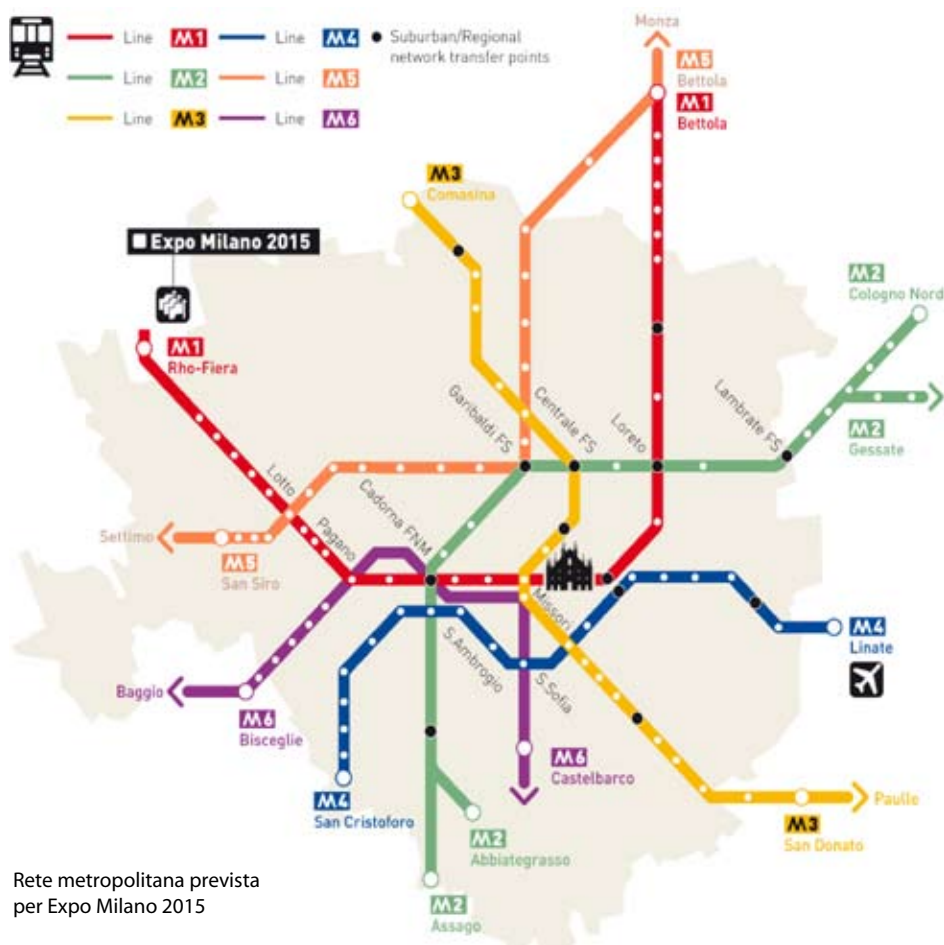 Line M1
Line M4
Suburban/Regional
network transfer points
Line M2
Line M5
Line M3
Line M6
Monza
M5
Bettola
M1
Bettola
M3
Comasina
Expo Milano 2015
M1
Rho-Fiera
M2
Cologno Nord
M2
Gessate
Garibaldi FS
Centrale FS
Loreto
Lambrate FS
Lotto
Pagano
Cadorna FNM
Settimo
M5
San Siro
Missori
S.Ambrogio
S.Sofia
M4
Linate
Baggio
M6
Bisceglie
M6
Castelbarco
M4
San Cristoforo
Paullo
M3
San Donato
M2
Abbiategrasso
M2
Assago
Rete metropolitana prevista
per Expo Milano 2015